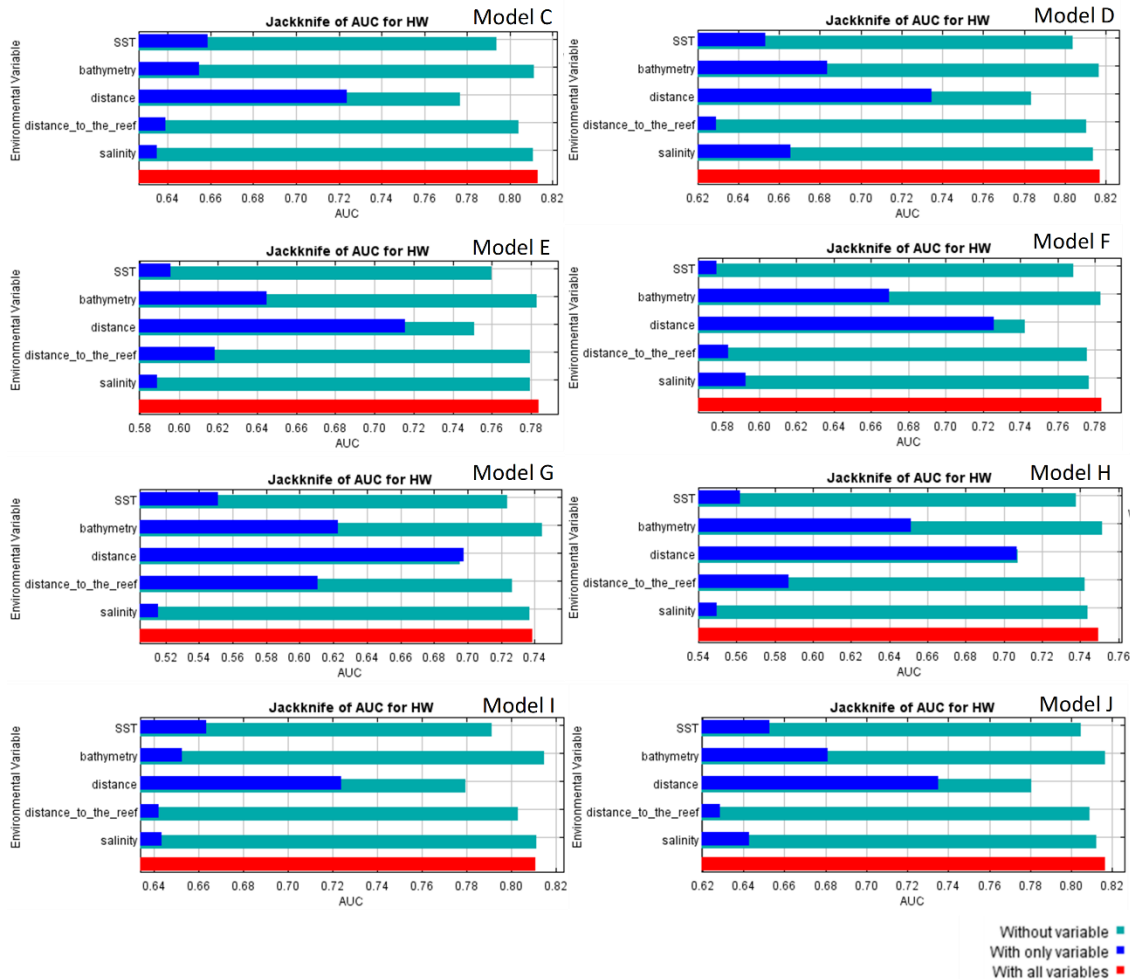 Jackknife of AUC for HW Model C
Environmental Variable
SST
bathymetry
distance
distance_to_the_reef
salinity
0.64 0.66 0.68 0.70 0.72 0.74 0.76 0.78 0.80 0.82
AUC
Jackknife of AUC for HW Model D
Environmental Variable
SST
bathymetry
distance
distance_to_the_reef
salinity
0.62 0.64 0.66 0.68 0.70 0.72 0.74 0.76 0.78 0.80 0.82
AUC
Jackknife of AUC for HW Model E
Environmental Variable
SST
bathymetry
distance
distance_to_the_reef
salinity
0.58 0.60 0.62 0.64 0.66 0.68 0.70 0.72 0.74 0.76 0.78
AUC
Jackknife of AUC for HW Model F
Environmental Variable
SST
bathymetry
distance
distance_to_the_reef
salinity
0.58 0.60 0.62 0.64 0.66 0.68 0.70 0.72 0.74 0.76 0.78
AUC
Jackknife of AUC for HW Model G
Environmental Variable
SST
bathymetry
distance
distance_to_the_reef
salinity
0.52 0.54 0.56 0.58 0.60 0.62 0.64 0.66 0.68 0.70 0.72 0.74
AUC
Jackknife of AUC for HW Model H
Environmental Variable
SST
bathymetry
distance
distance_to_the_reef
salinity
0.54 0.56 0.58 0.60 0.62 0.64 0.66 0.68 0.70 0.72 0.74 0.76
AUC
Jackknife of AUC for HW Model I
Environmental Variable
SST
bathymetry
distance
distance_to_the_reef
salinity
0.64 0.66 0.68 0.70 0.72 0.74 0.76 0.78 0.80 0.82
AUC
Jackknife of AUC for HW Model J
Environmental Variable
SST
bathymetry
distance
distance_to_the_reef
salinity
0.62 0.64 0.66 0.68 0.70 0.72 0.74 0.76 0.78 0.80 0.82
AUC
Without variable
With only variable
With all variables